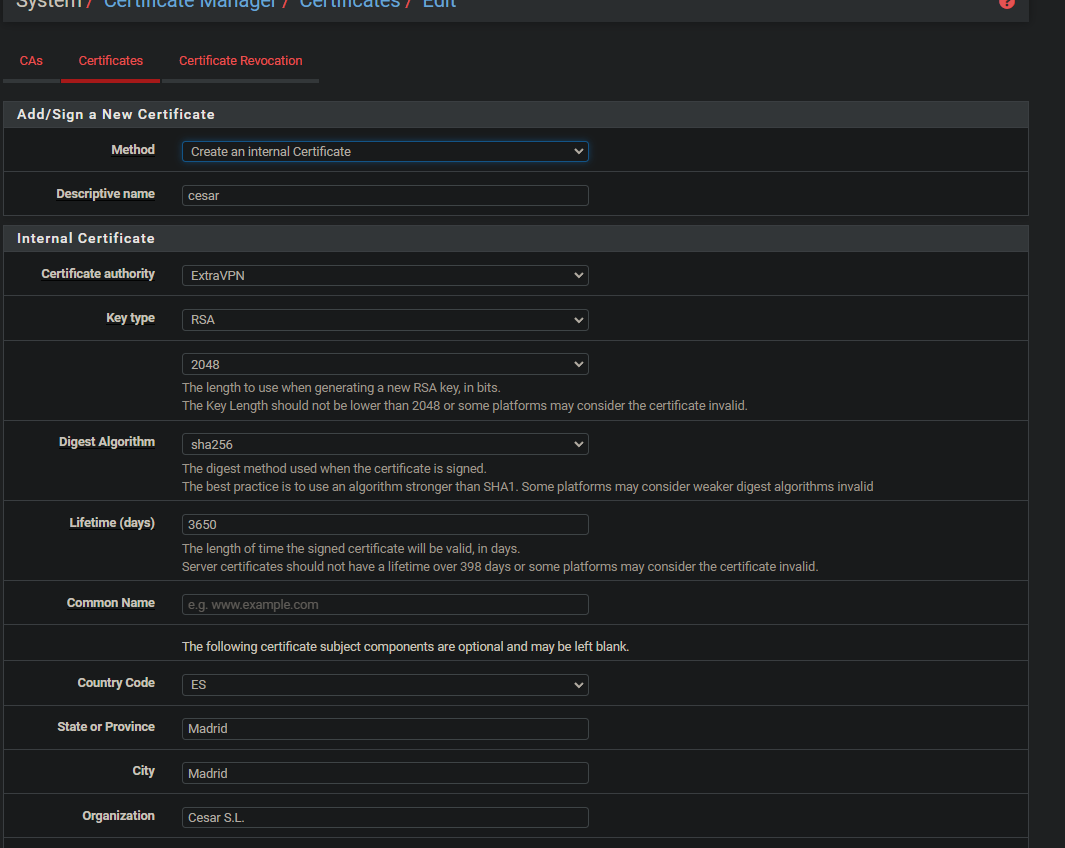 System / Certificate Manager / Certificates / Edit
?
CAs Certificates Certificate Revocation
Add/Sign a New Certificate
Method Create an internal Certificate
Descriptive name cesar
Internal Certificate
Certificate authority ExtraVPN
Key type RSA
2048
The length to use when generating a new RSA key, in bits.
The Key Length should not be lower than 2048 or some platforms may consider the certificate invalid.
Digest Algorithm sha256
The digest method used when the certificate is signed.
The best practice is to use an algorithm stronger than SHA1. Some platforms may consider weaker digest algorithms invalid
Lifetime (days) 3650
The length of time the signed certificate will be valid, in days.
Server certificates should not have a lifetime over 398 days or some platforms may consider the certificate invalid.
Common Name e.g. www.example.com
The following certificate subject components are optional and may be left blank.
Country Code ES
State or Province Madrid
City Madrid
Organization Cesar S.L.